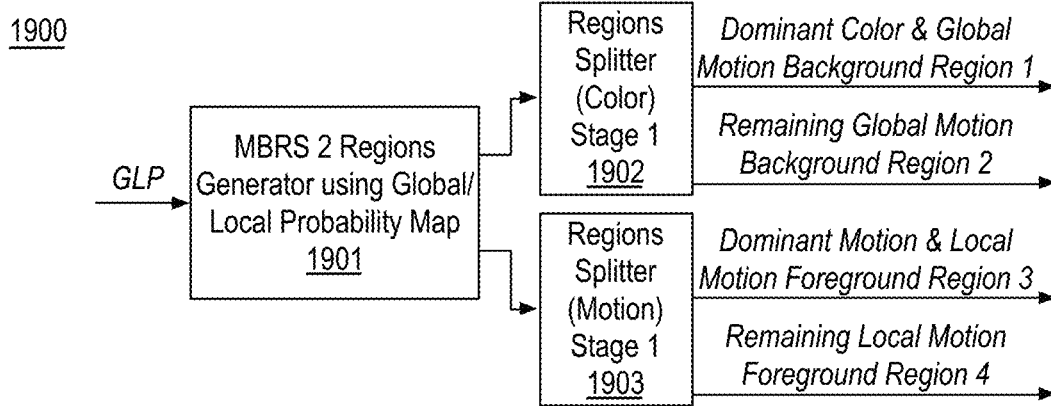 1900
GLP
MBRS 2 Regions
Generator using Global/
Local Probability Map
1901
Regions
Splitter
(Color)
Stage 1
1902
Dominant Color & Global
Motion Background Region 1
Remaining Global Motion
Background Region 2
Regions
Splitter
(Motion)
Stage 1
1903
Dominant Motion & Local
Motion Foreground Region 3
Remaining Local Motion
Foreground Region 4